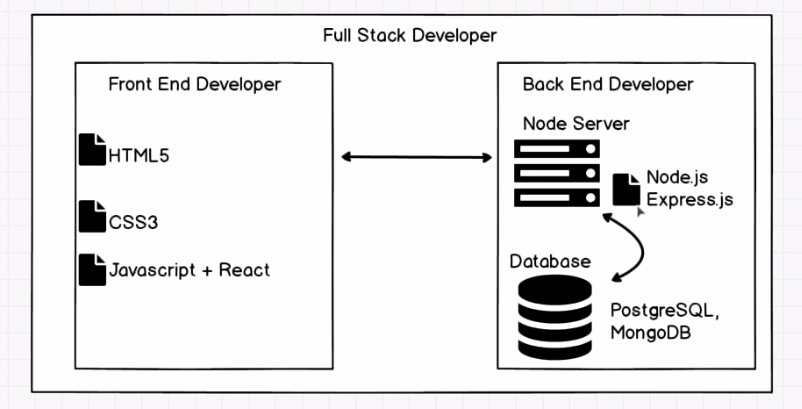 Full Stack Developer
Front End Developer
HTML5
CSS3
Javascript + React
Back End Developer
Node Server
Node.js
Express.js
Database
PostgreSQL,
MongoDB